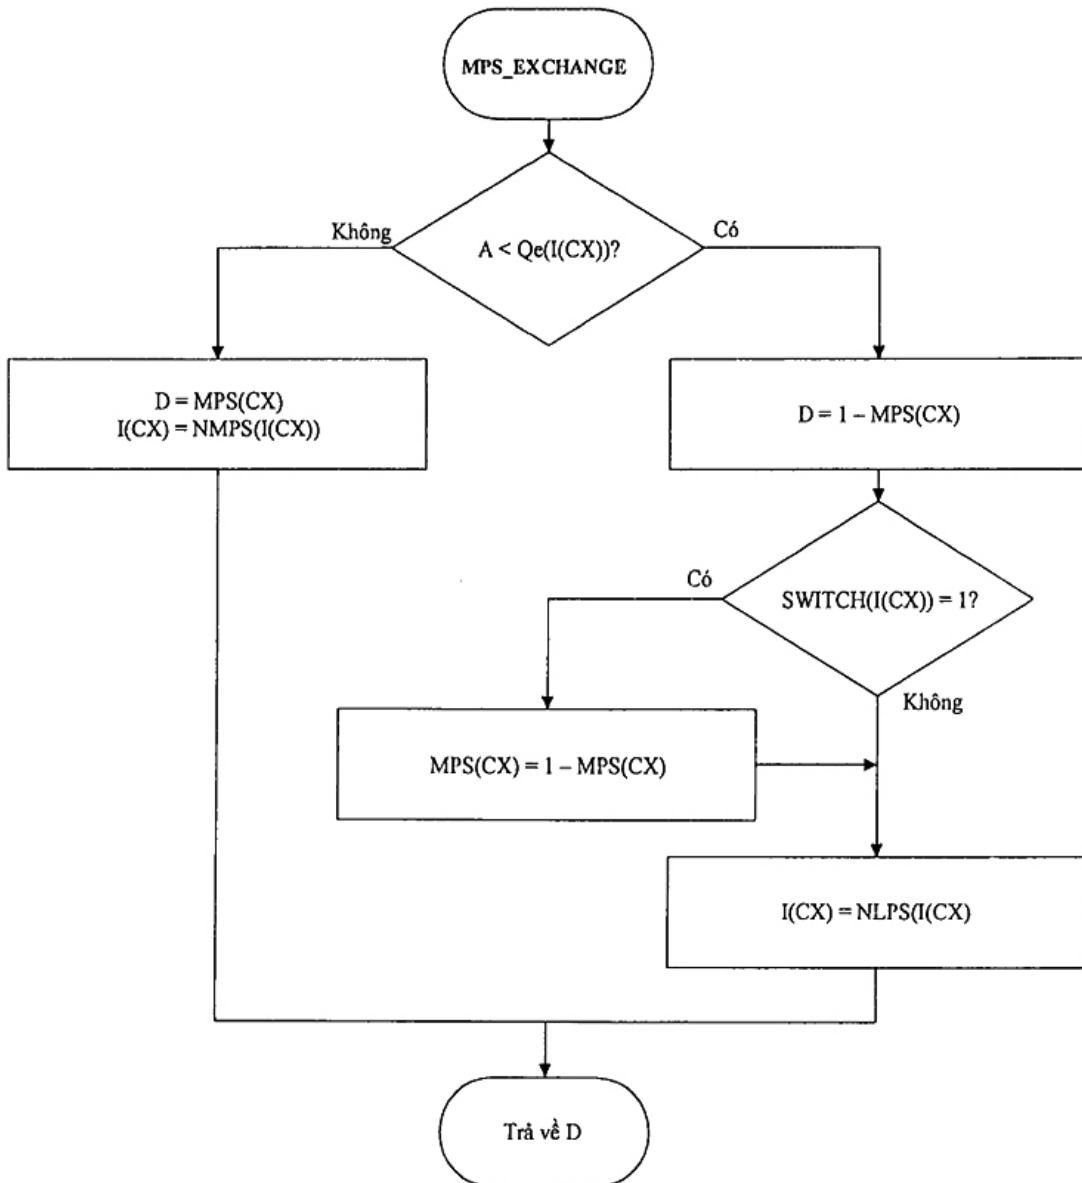 MPS_EXCHANGE
Không
A < Qe(I(CX))?
Có
D = MPS(CX)
I(CX) = NMPS(I(CX))
D = 1 – MPS(CX)
Có
SWITCH(I(CX)) = 1?
Không
MPS(CX) = 1 – MPS(CX)
I(CX) = NLPS(I(CX)
Trả về D